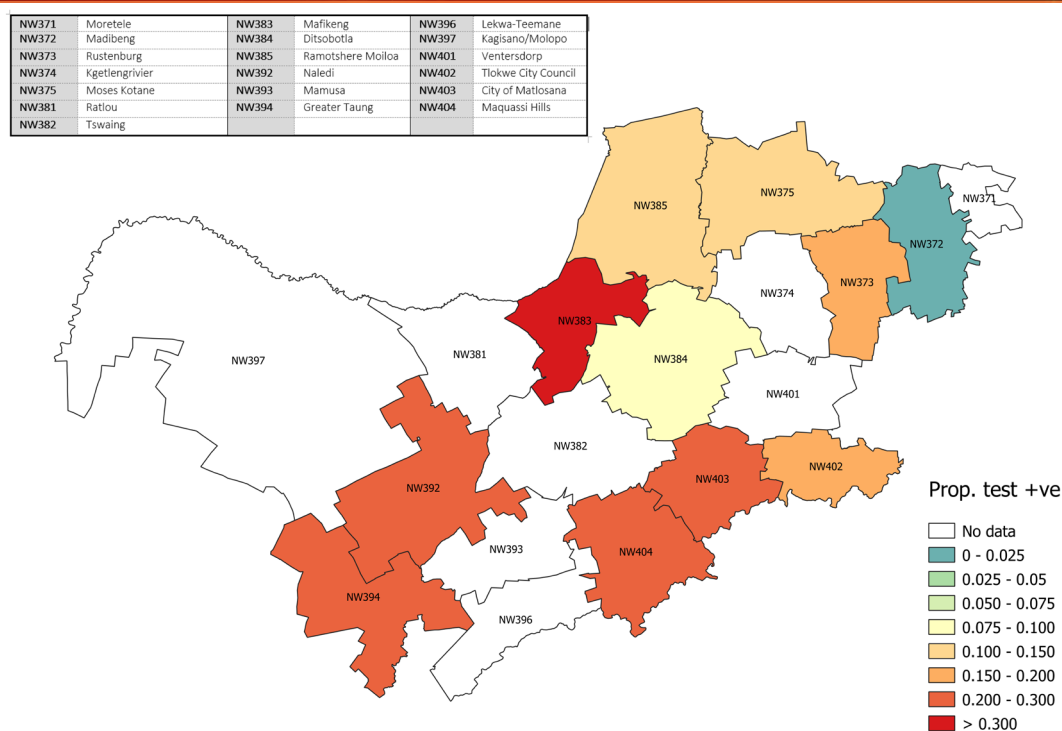 NW371 Moretele NW383 Mafikeng NW396 Lekwa-Teemane
NW372 Madibeng NW384 Ditsobotla NW397 Kagisano/Molopo
NW373 Rustenburg NW385 Ramotshere Moiloa NW401 Ventersdorp
NW374 Kgetlengrivier NW392 Naledi NW402 Tlokwe City Council
NW375 Moses Kotane NW393 Mamusa NW403 City of Matlosana
NW381 Ratlou NW394 Greater Taung NW404 Maquassi Hills
NW382 Tswaing
NW375
NW371
NW385
NW372
NW373
NW374
NW383
NW381
NW384
NW397
NW401
NW382
NW402
NW403
NW392
NW393
NW404
NW394
NW396
Prop. test +ve
No data
0 - 0.025
0.025 - 0.05
0.050 - 0.075
0.075 - 0.100
0.100 - 0.150
0.150 - 0.200
0.200 - 0.300
> 0.300